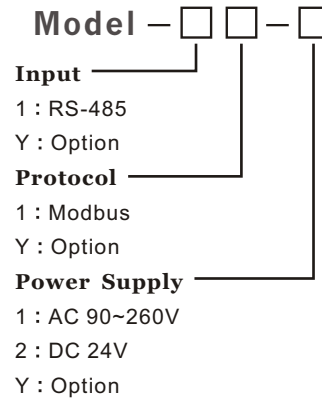 Model－□ □－□
Input
1：RS-485
Y：Option
Protocol
1：Modbus
Y：Option
Power Supply
1：AC 90~260V
2：DC 24V
Y：Option